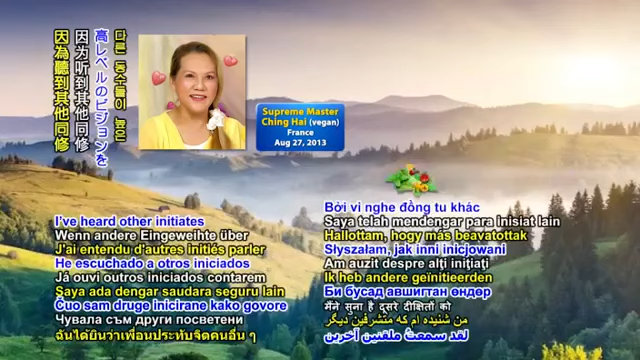 다른 동수들이 높은
高レベルのビジョンを
因为听到其他同修
因為聽到其他同修
Supreme Master
Ching Hai (vegan)
France
Aug 27, 2013
I've heard other initiates
Wenn andere Eingeweihte über
J'ai entendu d'autres initiés parler
He escuchado a otros iniciados
Já ouvi outros iniciados contarem
Saya ada dengar saudara seguru lain
Čuo sam druge inicirane kako govore
Чувала съм други посветени
ฉันได้ยินว่าเพื่อนประทับจิตคนอื่น ๆ
Bởi vì nghe đồng tu khác
Saya telah mendengar para Inisiat lain
Hallottam, hogy más beavatottak
Słyszałam, jak inni inicjowani
Am auzit despre alţi iniţiaţi
Ik heb andere geïnitieerden
Би бусад авшигтан өндөр
मैंने सुना है दूसरे दीक्षितों को
من شنیده ام که متشرفین دیگر
لقد سمعتُ ملقنين آخرين